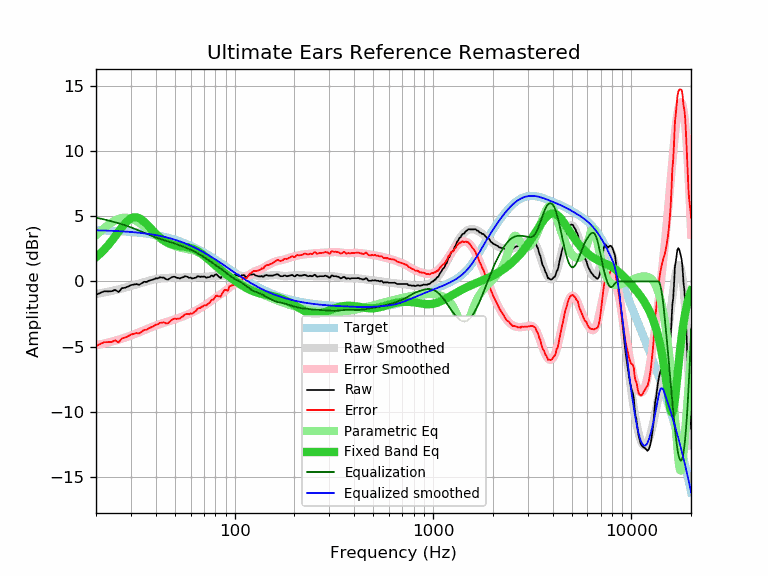 Ultimate Ears Reference Remastered
Amplitude (dBr)
15
10
5
0
−5
−10
−15
Target
Raw Smoothed
Error Smoothed
Raw
Error
Parametric Eq
Fixed Band Eq
Equalization
Equalized smoothed
100 1000 10000
Frequency (Hz)